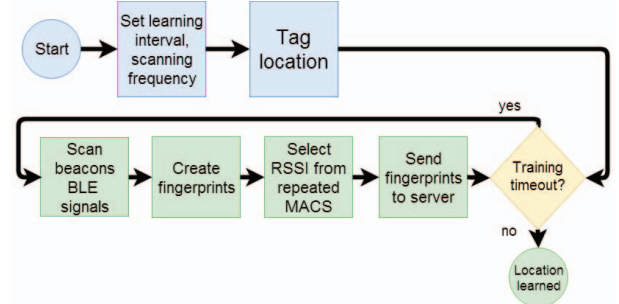 Start
Set learning
interval,
scanning
frequency
Tag
location
yes
Scan
beacons
BLE
signals
Create
fingerprints
Select
RSSI from
repeated
MACS
Send
fingerprints
to server
Training
timeout?
no
Location
learned